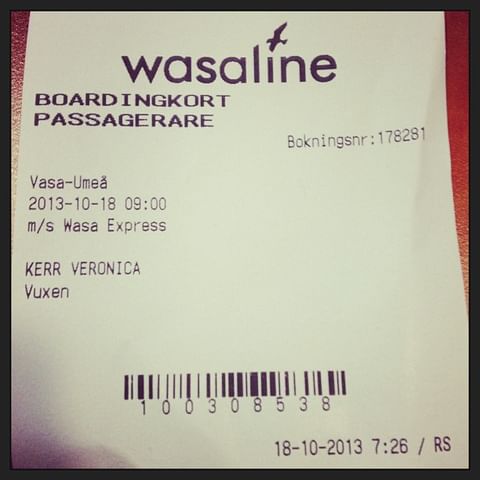 wasaline
BOARDINGKORT
PASSAGERARE
Bokningsnr:178281
Vasa-Umeå
2013-10-18 09:00
m/s Wasa Express
KERR VERONICA
Vuxen
100308538
18-10-2013 7:26 / RS